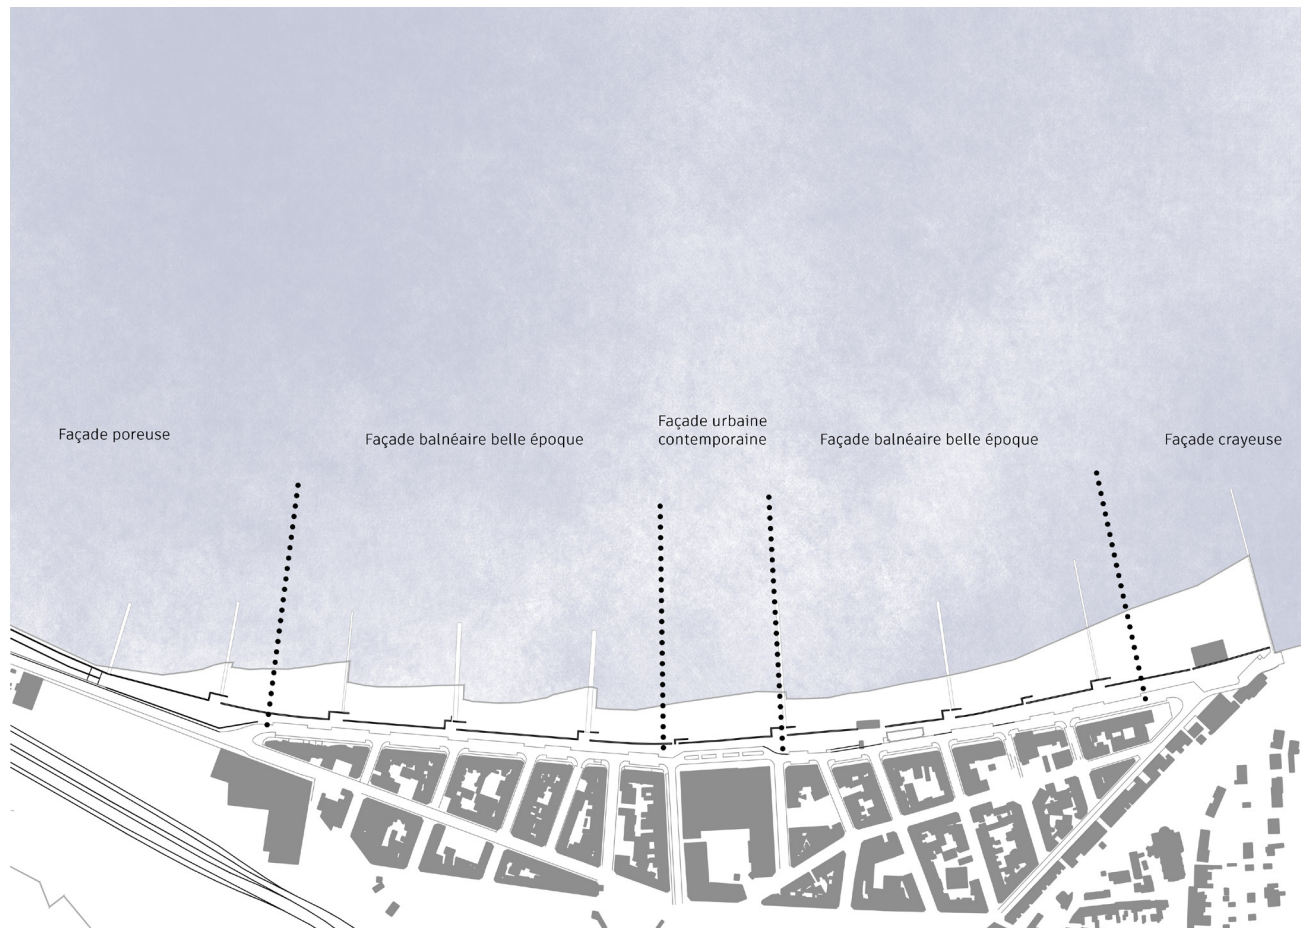 Façade poreuse
Façade balnéaire belle époque
Façade urbaine
contemporaine
Façade balnéaire belle époque
Façade crayeuse